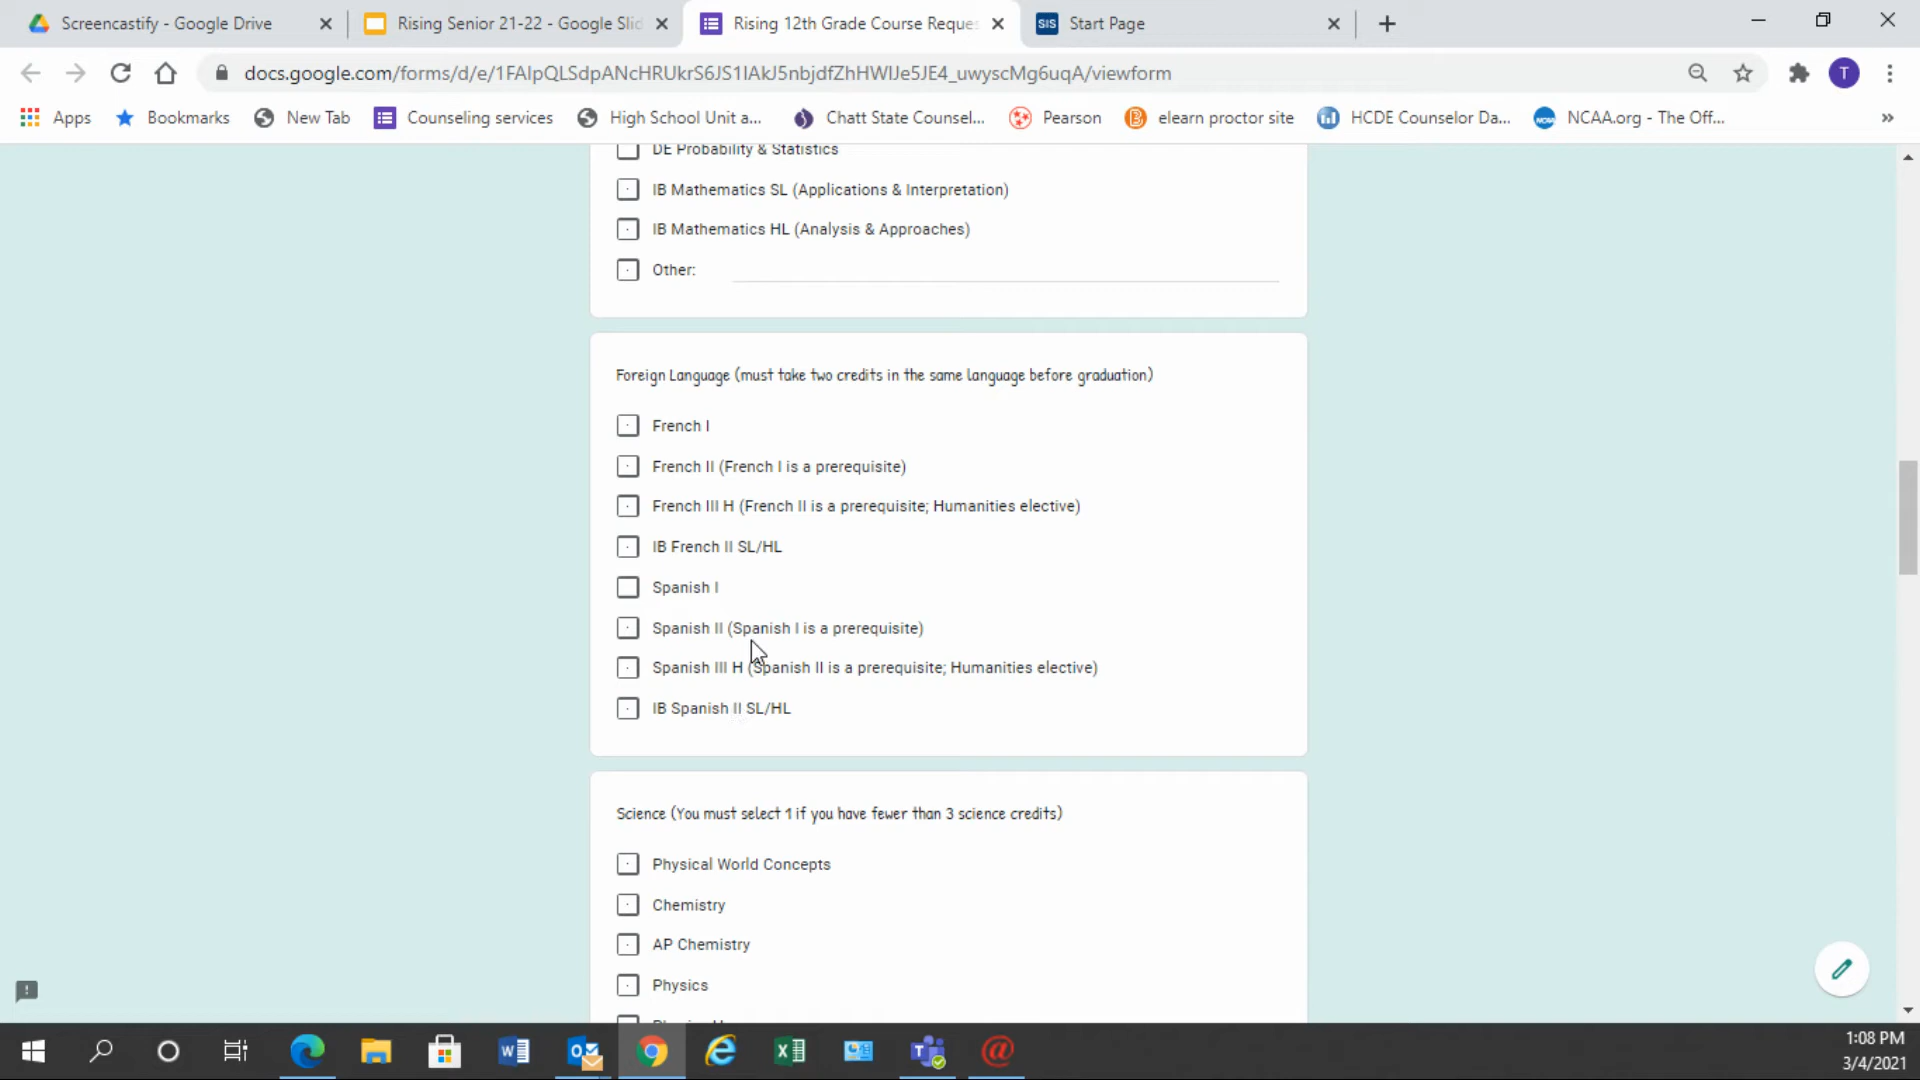 Screencastify - Google Drive
Rising Senior 21-22 - Google Slid
Rising 12th Grade Course Reque
SIS Start Page
docs.google.com/forms/d/e/1FAIpQLSdpANcHRUkrS6JS1IAkJ5nbjdfZhHWIJe5JE4_uwyscMg6uqA/viewform
T
Apps
Bookmarks
New Tab
Counseling services
High School Unit a...
Chatt State Counsel...
Pearson
elearn proctor site
HCDE Counselor Da...
NCAA.org - The Off...
»
DE Probability & Statistics
IB Mathematics SL (Applications & Interpretation)
IB Mathematics HL (Analysis & Approaches)
Other:
Foreign Language (must take two credits in the same language before graduation)
French I
French II (French I is a prerequisite)
French III H (French II is a prerequisite; Humanities elective)
IB French II SL/HL
Spanish I
Spanish II (Spanish I is a prerequisite)
Spanish III H (Spanish II is a prerequisite; Humanities elective)
IB Spanish II SL/HL
Science (You must select 1 if you have fewer than 3 science credits)
Physical World Concepts
Chemistry
AP Chemistry
Physics
1:08 PM
3/4/2021